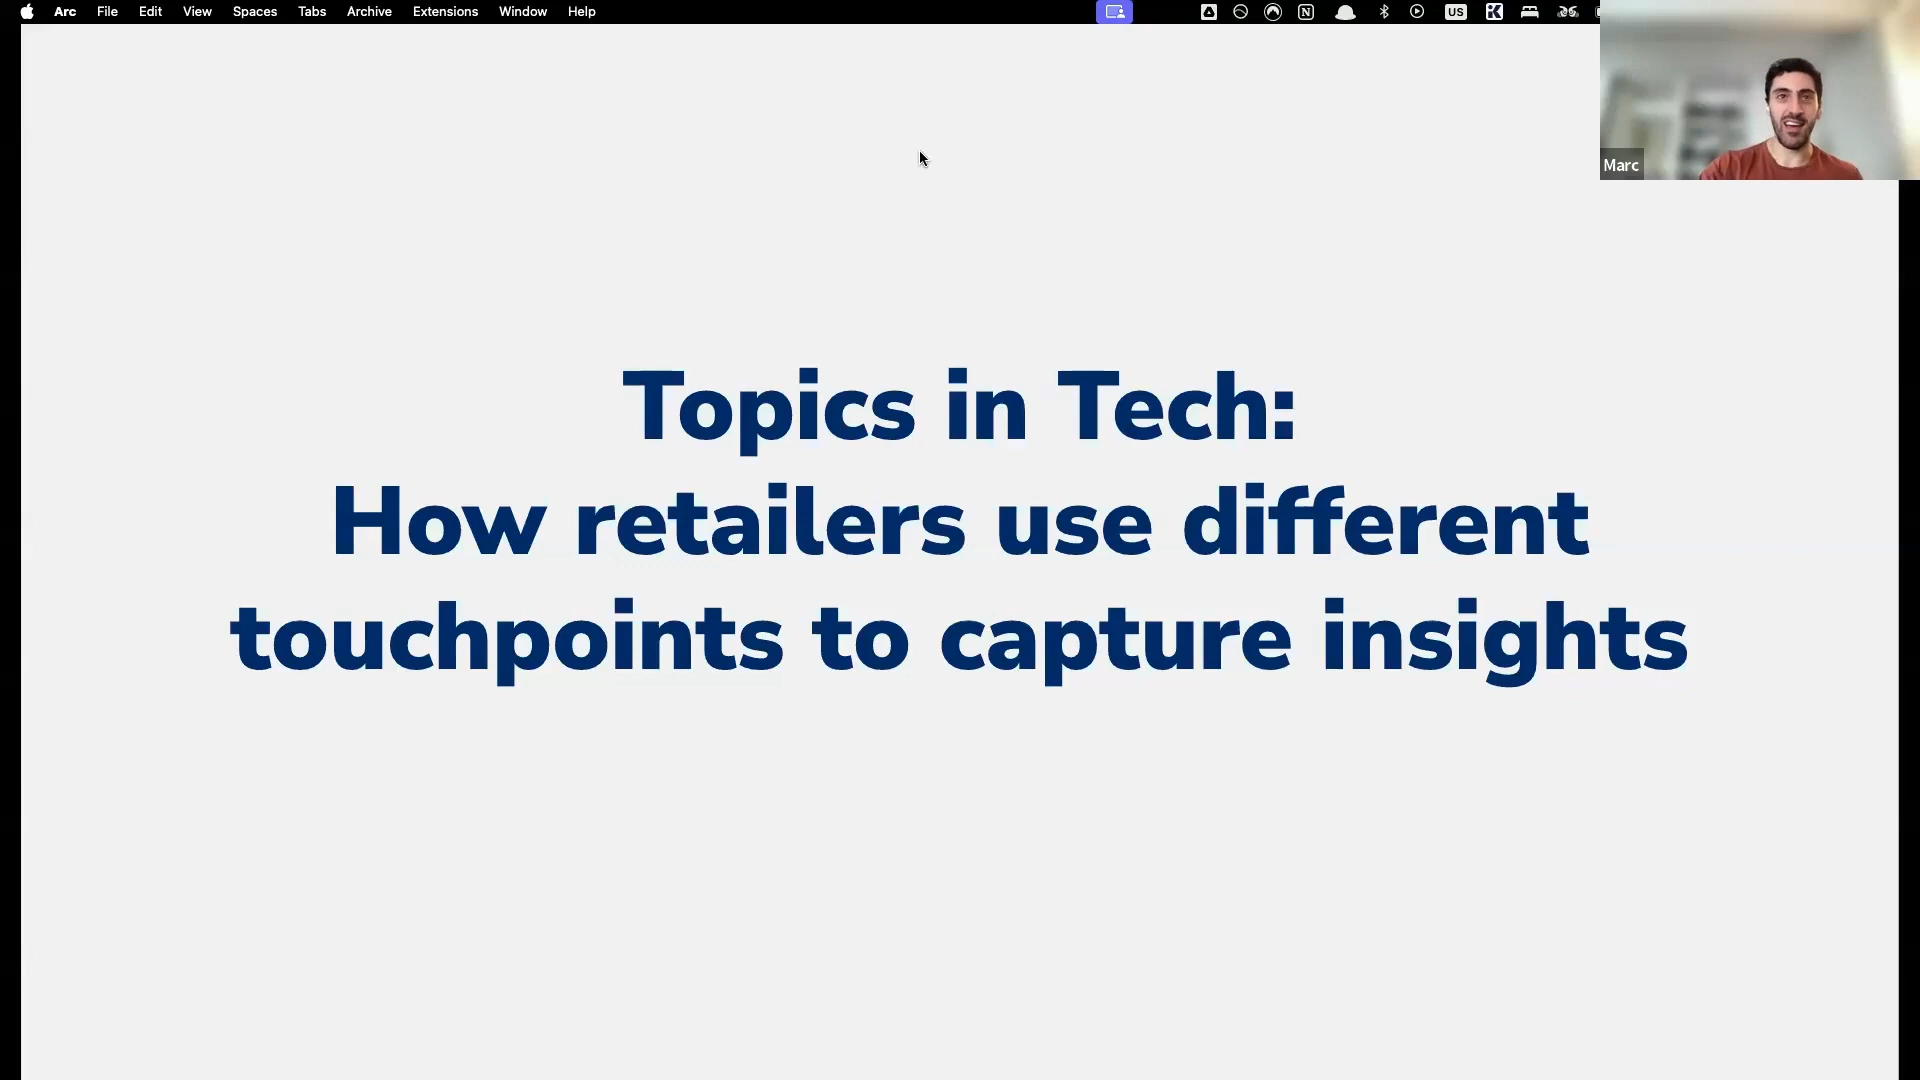 Arc File Edit View Spaces Tabs Archive Extensions Window Help
N US
Marc
Topics in Tech:
How retailers use different
touchpoints to capture insights